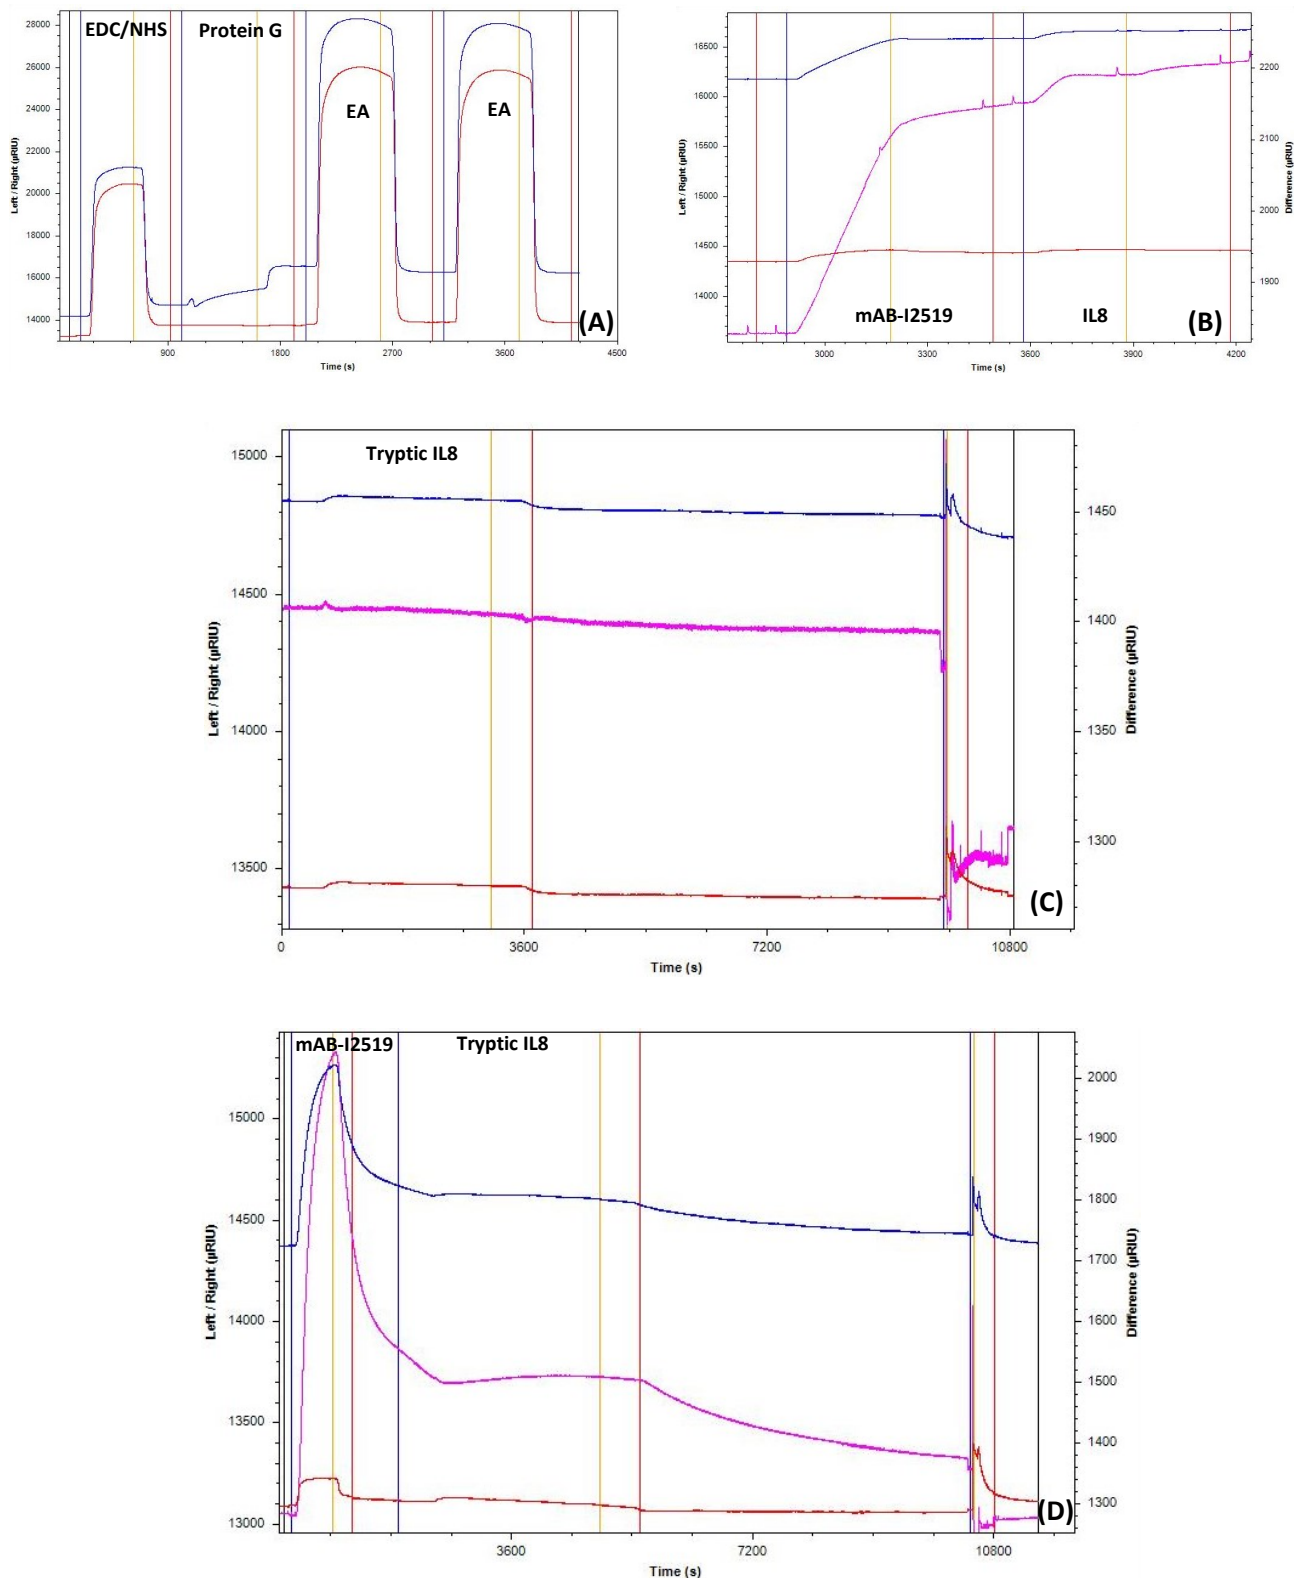 EDC/NHS Protein G
EA EA
28000
26000
24000
21000
20000
18000
16000
14000
Left / Right (µRIU)
900 1800 2700 3600 4500
Time (s)
(A)
16500
16000
15500
15000
14500
14000
Left / Right (µRIU)
2200
2100
2000
1900
Difference (µRIU)
mAB-I2519 IL8
(B)
3000 3300 3600 3900 4200
Time (s)
Tryptic IL8
15000
14500
14000
13500
Left / Right (µRIU)
1450
1400
1350
1300
Difference (µRIU)
(C)
0 3600 7200 10800
Time (s)
mAB-I2519 Tryptic IL8
15000
14500
14000
13500
13000
Left / Right (µRIU)
2000
1900
1800
1700
1600
1500
1400
1300
Difference (µRIU)
(D)
3600 7200 10800
Time (s)